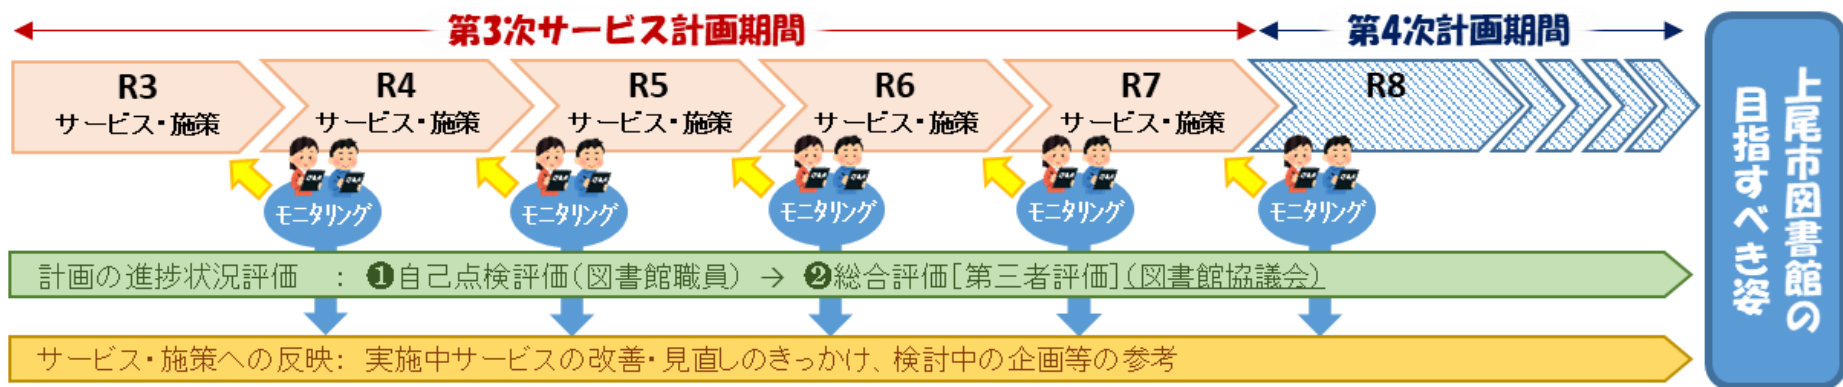 第3次サービス計画期間
第4次計画期間
R3
サービス・施策
R4
サービス・施策
R5
サービス・施策
R6
サービス・施策
R7
サービス・施策
R8
モニタリング
モニタリング
モニタリング
モニタリング
モニタリング
計画の進捗状況評価 : ❶自己点検評価(図書館職員) → ❷総合評価[第三者評価](図書館協議会)
サービス・施策への反映: 実施中サービスの改善・見直しのきっかけ、検討中の企画等の参考
上尾市図書館の
目指すべき姿